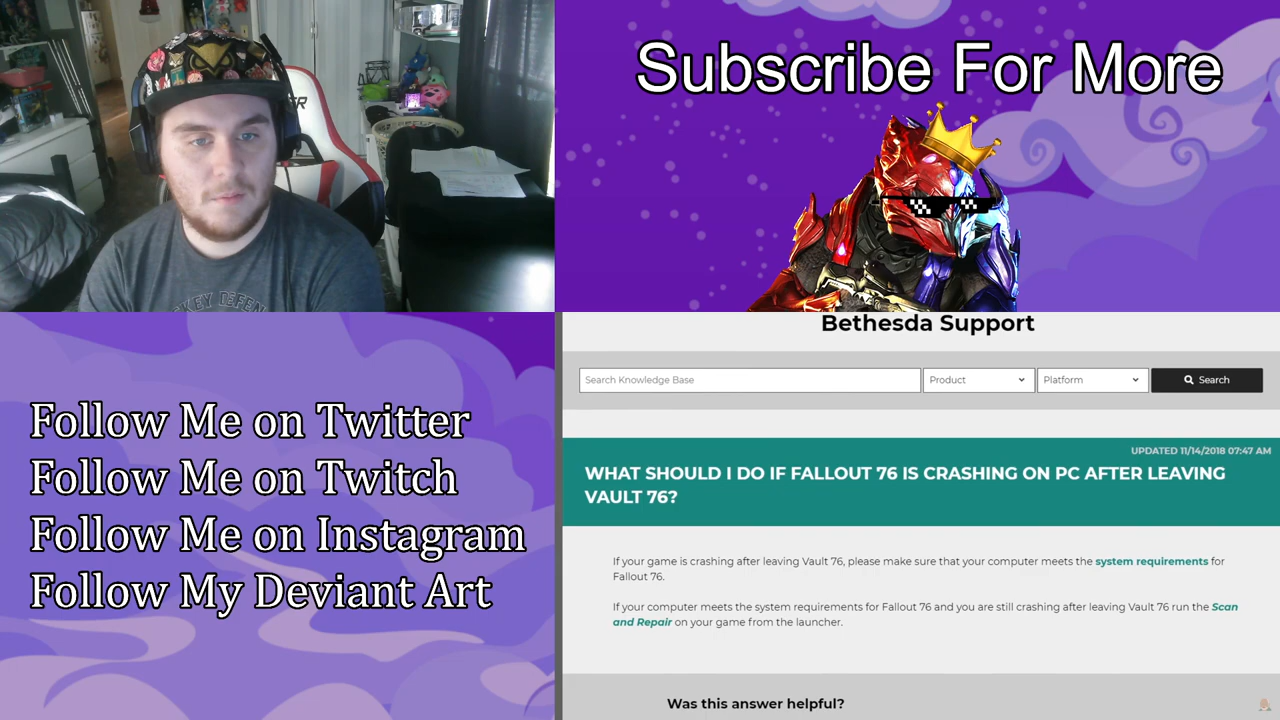 KEY DEFEN
Subscribe For More
Follow Me on Twitter
Follow Me on Twitch
Follow Me on Instagram
Follow My Deviant Art
Bethesda Support
Search Knowledge Base
Product
Platform
Search
UPDATED 11/14/2018 07:47 AM
WHAT SHOULD I DO IF FALLOUT 76 IS CRASHING ON PC AFTER LEAVING
VAULT 76?
If your game is crashing after leaving Vault 76, please make sure that your computer meets the system requirements for
Fallout 76.
If your computer meets the system requirements for Fallout 76 and you are still crashing after leaving Vault 76 run the Scan
and Repair on your game from the launcher.
Was this answer helpful?